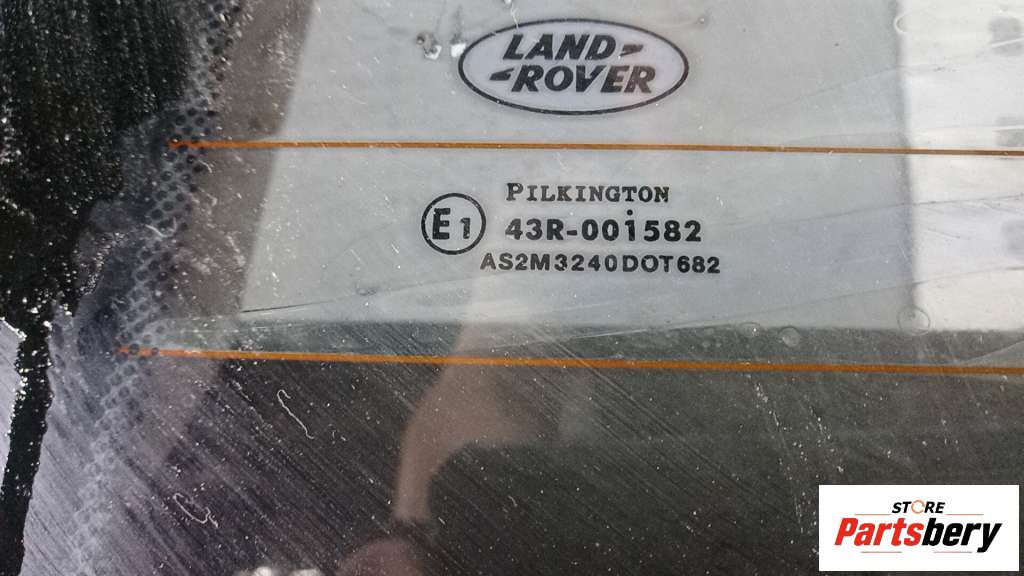 LAND-
-ROVER
PILKINGTON
E1 43R-001582
AS2M3240DOT682
STORE
Partsbery